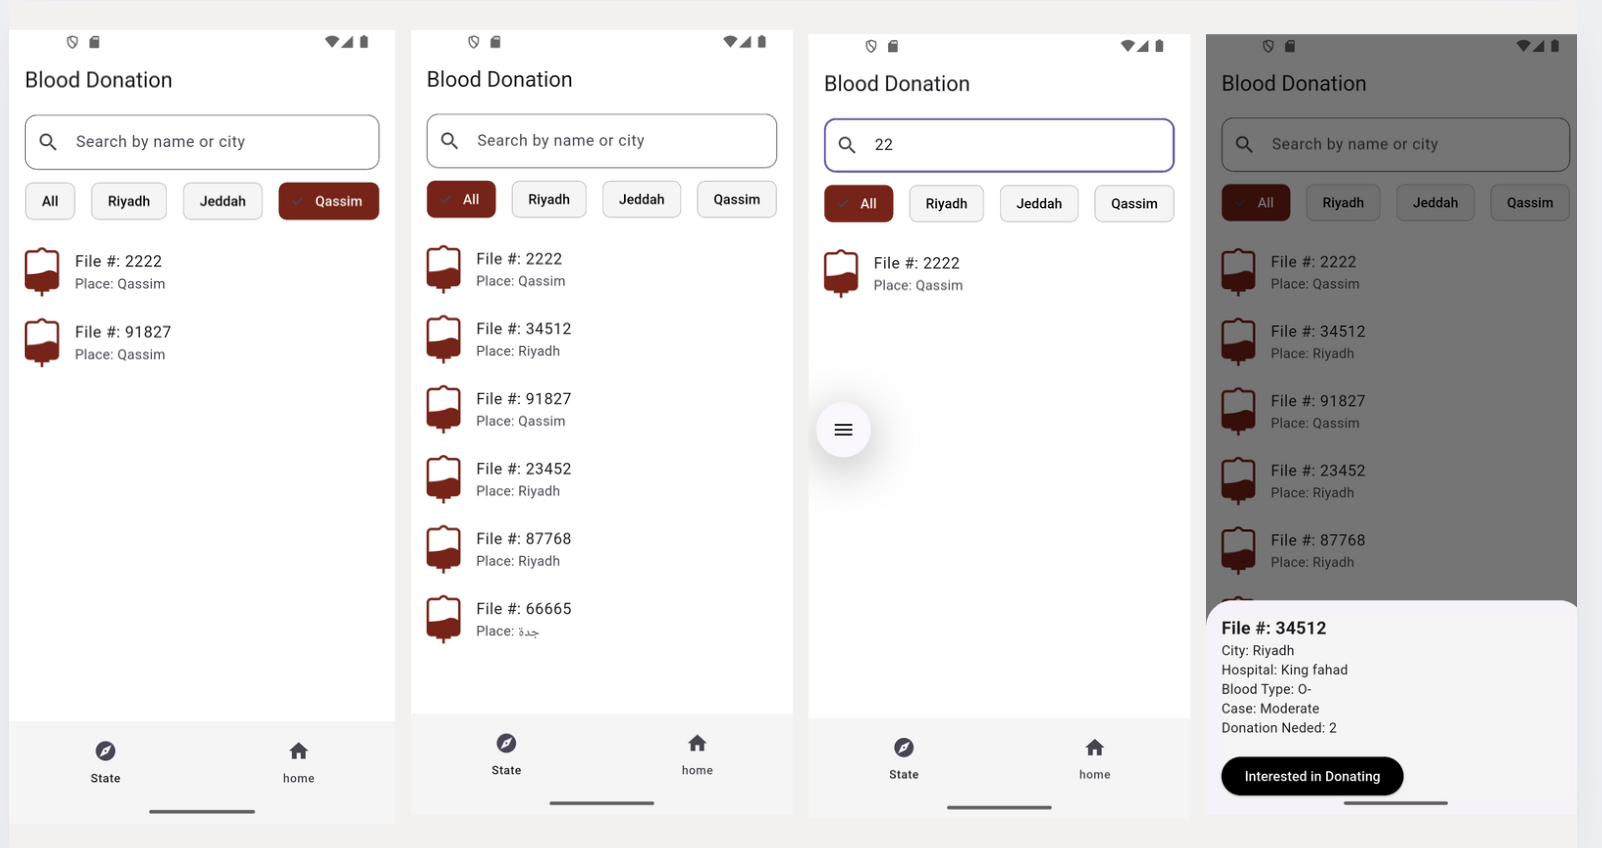 Blood Donation
Search by name or city
All
Riyadh
Jeddah
Qassim
File #: 2222
Place: Qassim
File #: 91827
Place: Qassim
State
home
Blood Donation
Search by name or city
All
Riyadh
Jeddah
Qassim
File #: 2222
Place: Qassim
File #: 34512
Place: Riyadh
File #: 91827
Place: Qassim
File #: 23452
Place: Riyadh
File #: 87768
Place: Riyadh
File #: 66665
Place: جدة
State
home
Blood Donation
22
All
Riyadh
Jeddah
Qassim
File #: 2222
Place: Qassim
State
home
Blood Donation
Search by name or city
All
Riyadh
Jeddah
Qassim
File #: 2222
Place: Qassim
File #: 34512
Place: Riyadh
File #: 91827
Place: Qassim
File #: 23452
Place: Riyadh
File #: 87768
Place: Riyadh
File #: 34512
City: Riyadh
Hospital: King fahad
Blood Type: O-
Case: Moderate
Donation Neded: 2
Interested in Donating